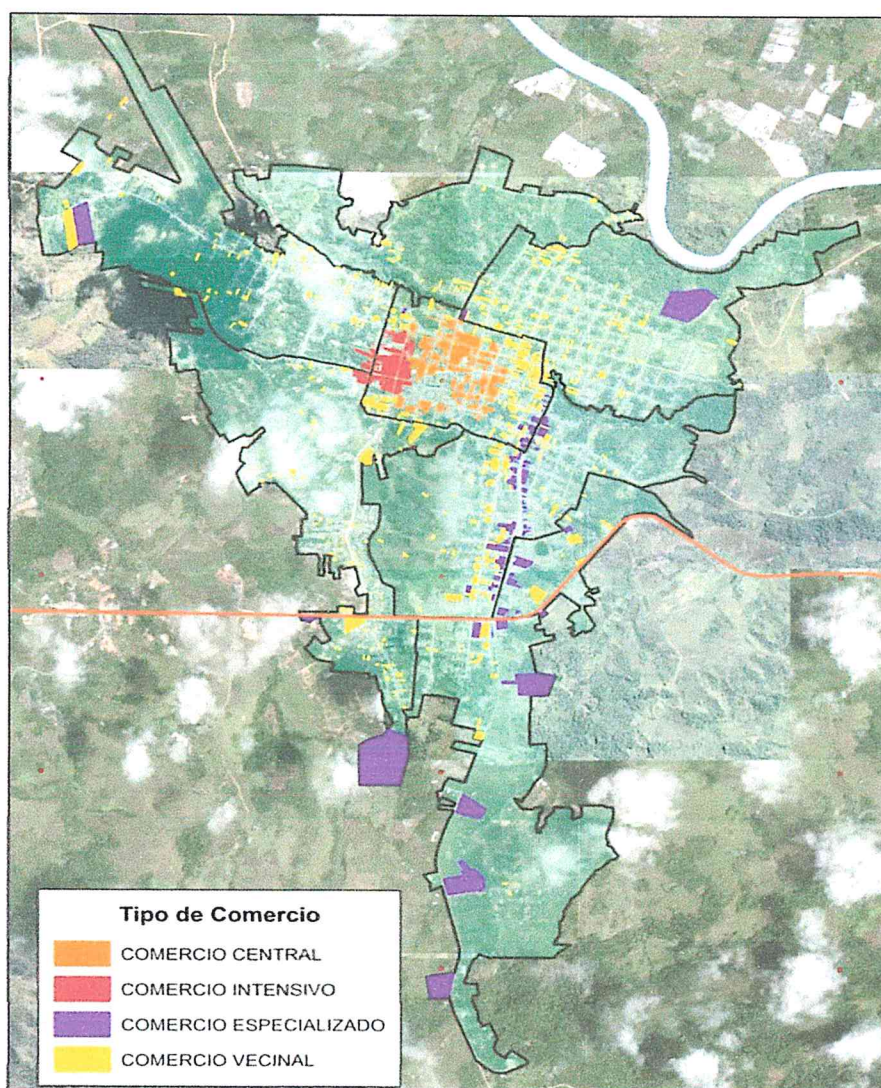 Tipo de Comercio
COMERCIO CENTRAL
COMERCIO INTENSIVO
COMERCIO ESPECIALIZADO
COMERCIO VECINAL